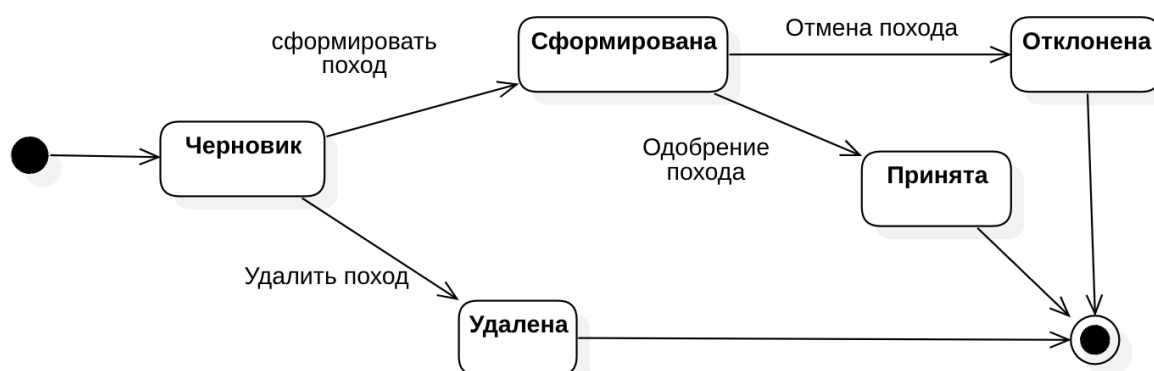 сформировать
поход
Сформирована
Отмена похода
Отклонена
Черновик
Одобрение
похода
Принята
Удалить поход
Удалена